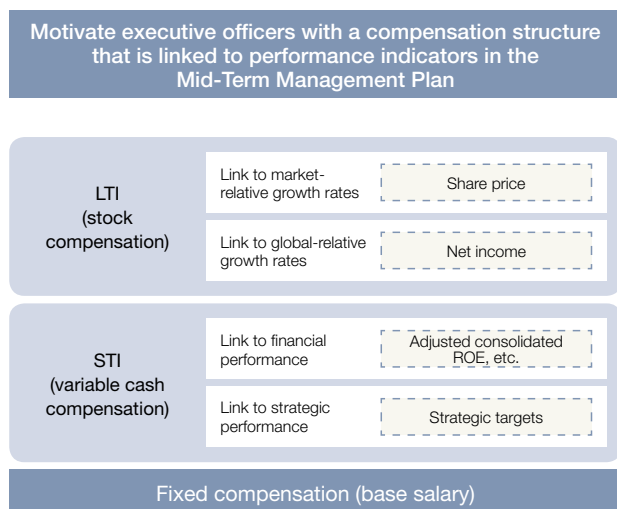 Motivate executive officers with a compensation structure
that is linked to performance indicators in the
Mid-Term Management Plan
LTI
(stock
compensation)
Link to market-
relative growth rates
Share price
Link to global-relative
growth rates
Net income
STI
(variable cash
compensation)
Link to financial
performance
Adjusted consolidated
ROE, etc.
Link to strategic
performance
Strategic targets
Fixed compensation (base salary)